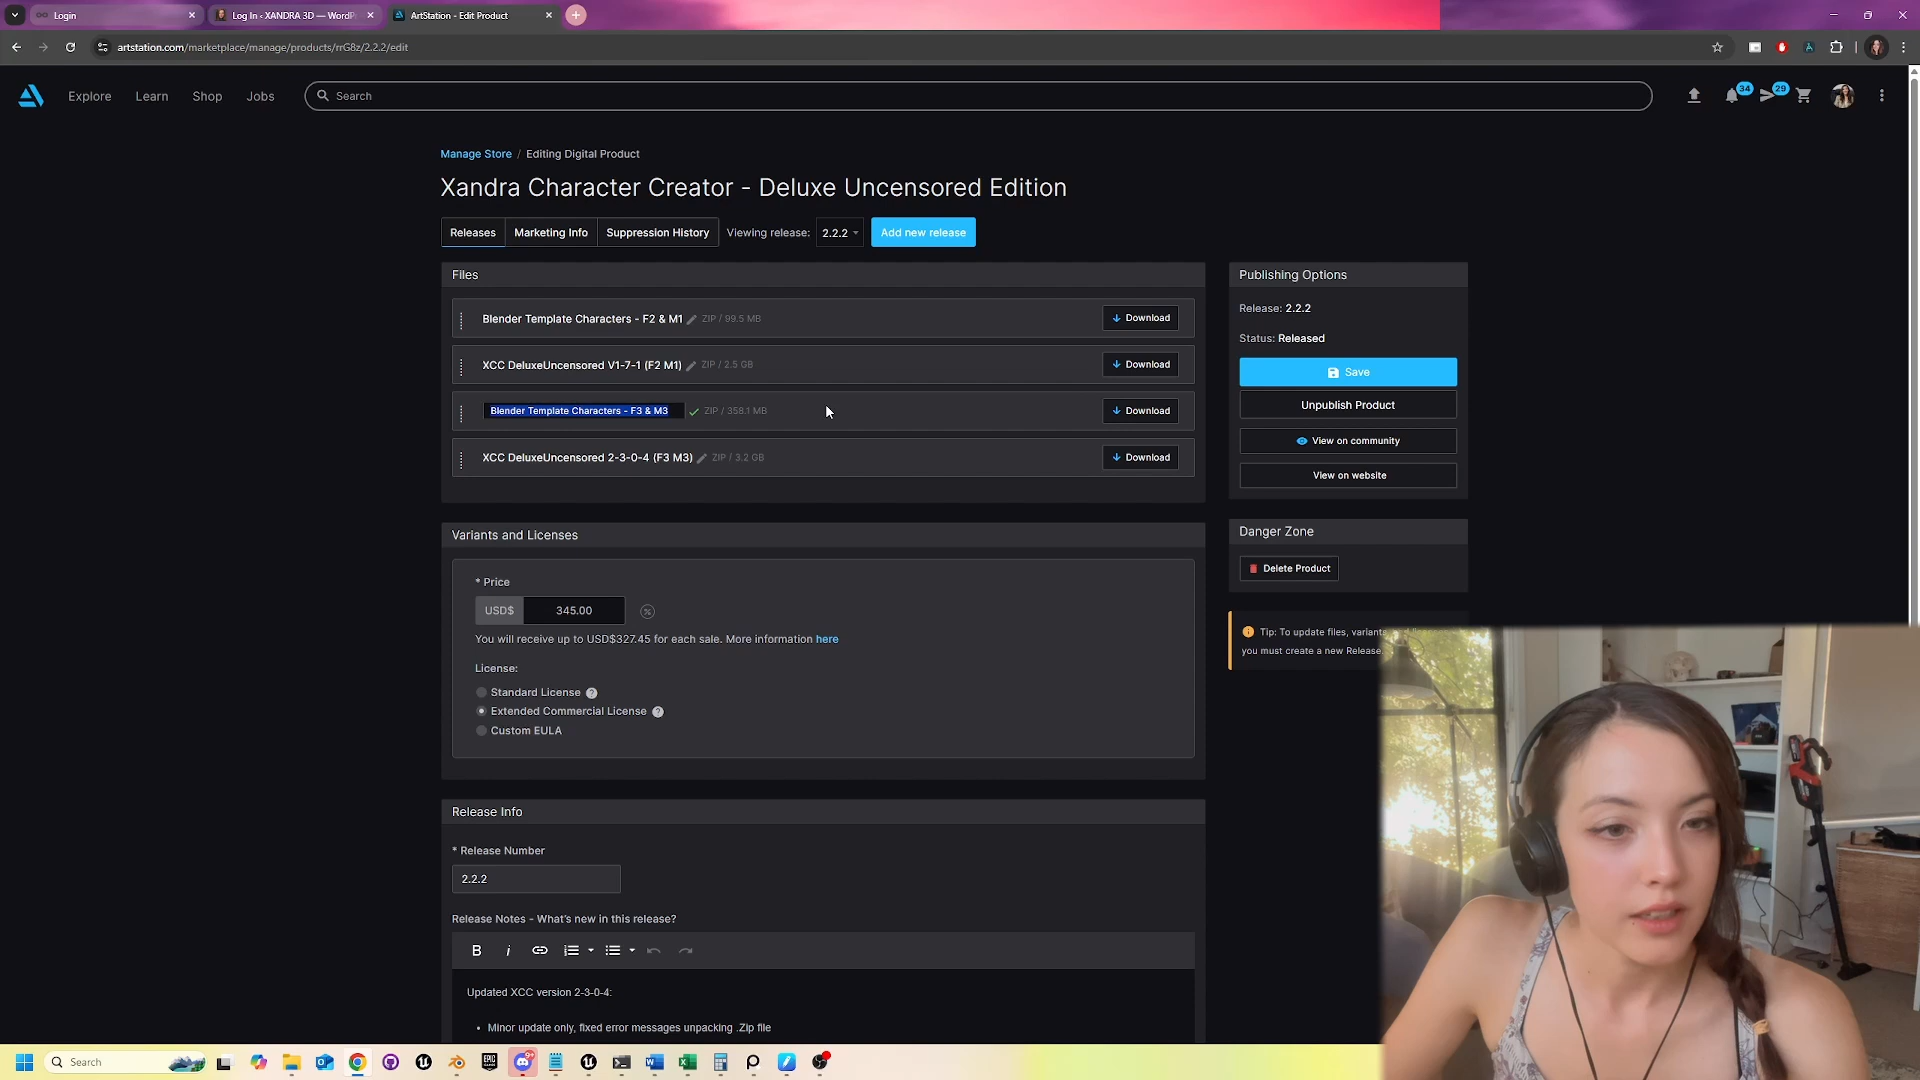 Login
Log In ‹ XANDRA 3D — WordP
ArtStation - Edit Product
artstation.com/marketplace/manage/products/rrG8z/2.2.2/edit
Explore
Learn
Shop
Jobs
Search
34
29
Manage Store / Editing Digital Product
Xandra Character Creator - Deluxe Uncensored Edition
Releases
Marketing Info
Suppression History
Viewing release:
2.2.2
Add new release
Files
Blender Template Characters - F2 & M1 ZIP / 99.5 MB
Download
XCC DeluxeUncensored V1-7-1 (F2 M1) ZIP / 2.5 GB
Download
Blender Template Characters - F3 & M3 ZIP / 358.1 MB
Download
XCC DeluxeUncensored 2-3-0-4 (F3 M3) ZIP / 3.2 GB
Download
Publishing Options
Release: 2.2.2
Status: Released
Save
Unpublish Product
View on community
View on website
Danger Zone
Delete Product
Tip: To update files, variants
you must create a new Release.
Variants and Licenses
* Price
USD$ 345.00
You will receive up to USD$327.45 for each sale. More information here
License:
Standard License
Extended Commercial License
Custom EULA
Release Info
* Release Number
2.2.2
Release Notes - What's new in this release?
B i
Updated XCC version 2-3-0-4:
• Minor update only, fixed error messages unpacking .Zip file
Search